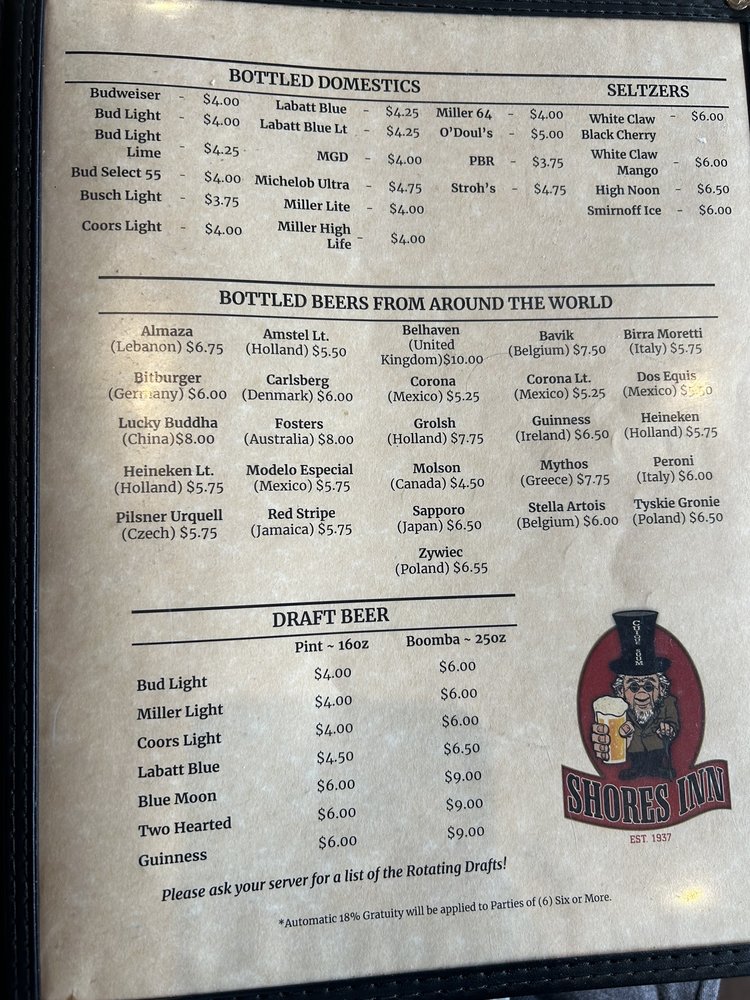 BOTTLED DOMESTICS
Budweiser - $4.00
Bud Light - $4.00
Bud Light
Lime - $4.25
Bud Select 55 - $4.00
Busch Light - $3.75
Coors Light - $4.00
Labatt Blue - $4.25
Labatt Blue Lt - $4.25
MGD - $4.00
Michelob Ultra - $4.75
Miller Lite - $4.00
Miller High
Life - $4.00
Miller 64 - $4.00
O'Doul's - $5.00
PBR - $3.75
Stroh's - $4.75
SELTZERS
White Claw - $6.00
Black Cherry
White Claw
Mango - $6.00
High Noon - $6.50
Smirnoff Ice - $6.00
BOTTLED BEERS FROM AROUND THE WORLD
Almaza
(Lebanon) $6.75
Amstel Lt.
(Holland) $5.50
Belhaven
(United
Kingdom)$10.00
Bavik
(Belgium) $7.50
Birra Moretti
(Italy) $5.75
Bitburger
(Germany) $6.00
Carlsberg
(Denmark) $6.00
Corona
(Mexico) $5.25
Corona Lt.
(Mexico) $5.25
Dos Equis
(Mexico)
Lucky Buddha
(China)$8.00
Fosters
(Australia) $8.00
Grolsh
(Holland) $7.75
Guinness
(Ireland) $6.50
Heineken
(Holland) $5.75
Heineken Lt.
(Holland) $5.75
Modelo Especial
(Mexico) $5.75
Molson
(Canada) $4.50
Mythos
(Greece) $7.75
Peroni
(Italy) $6.00
Pilsner Urquell
(Czech) $5.75
Red Stripe
(Jamaica) $5.75
Sapporo
(Japan) $6.50
Stella Artois
(Belgium) $6.00
Tyskie Gronie
(Poland) $6.50
Zywiec
(Poland) $6.55
DRAFT BEER
Pint ~ 16oz Boomba ~ 25oz
Bud Light $4.00 $6.00
Miller Light $4.00 $6.00
Coors Light $4.00 $6.00
Labatt Blue $4.50 $6.50
Blue Moon $6.00 $9.00
Two Hearted $6.00 $9.00
Guinness $6.00 $9.00
Please ask your server for a list of the Rotating Drafts!
*Automatic 18% Gratuity will be applied to Parties of (6) Six or More.
SHORES INN
EST. 1937